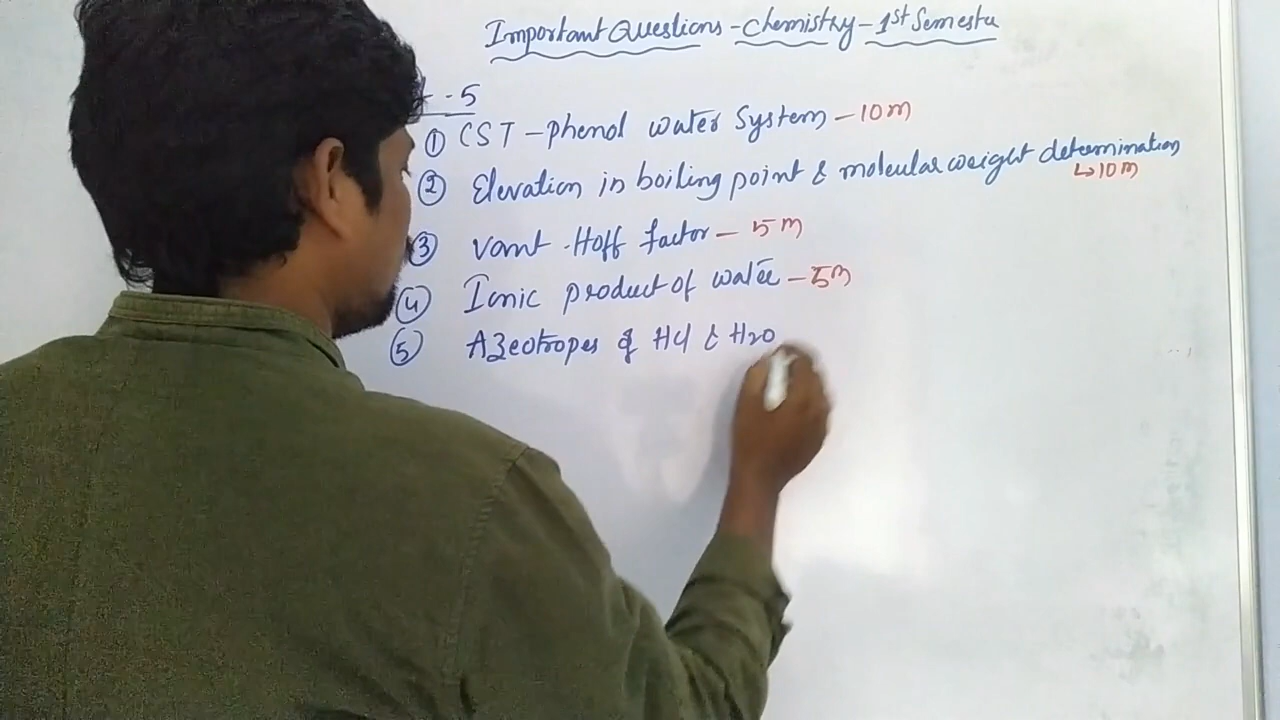 Important Questions - Chemistry - 1st Semester
- 5
① CST - phenol water System - 10m
② Elevation in boiling point & molecular weight determination
↳ 10m
③ Vant-Hoff factor - 5m
④ Ionic product of water - 5m
⑤ Azeotropes of HCl & H2O